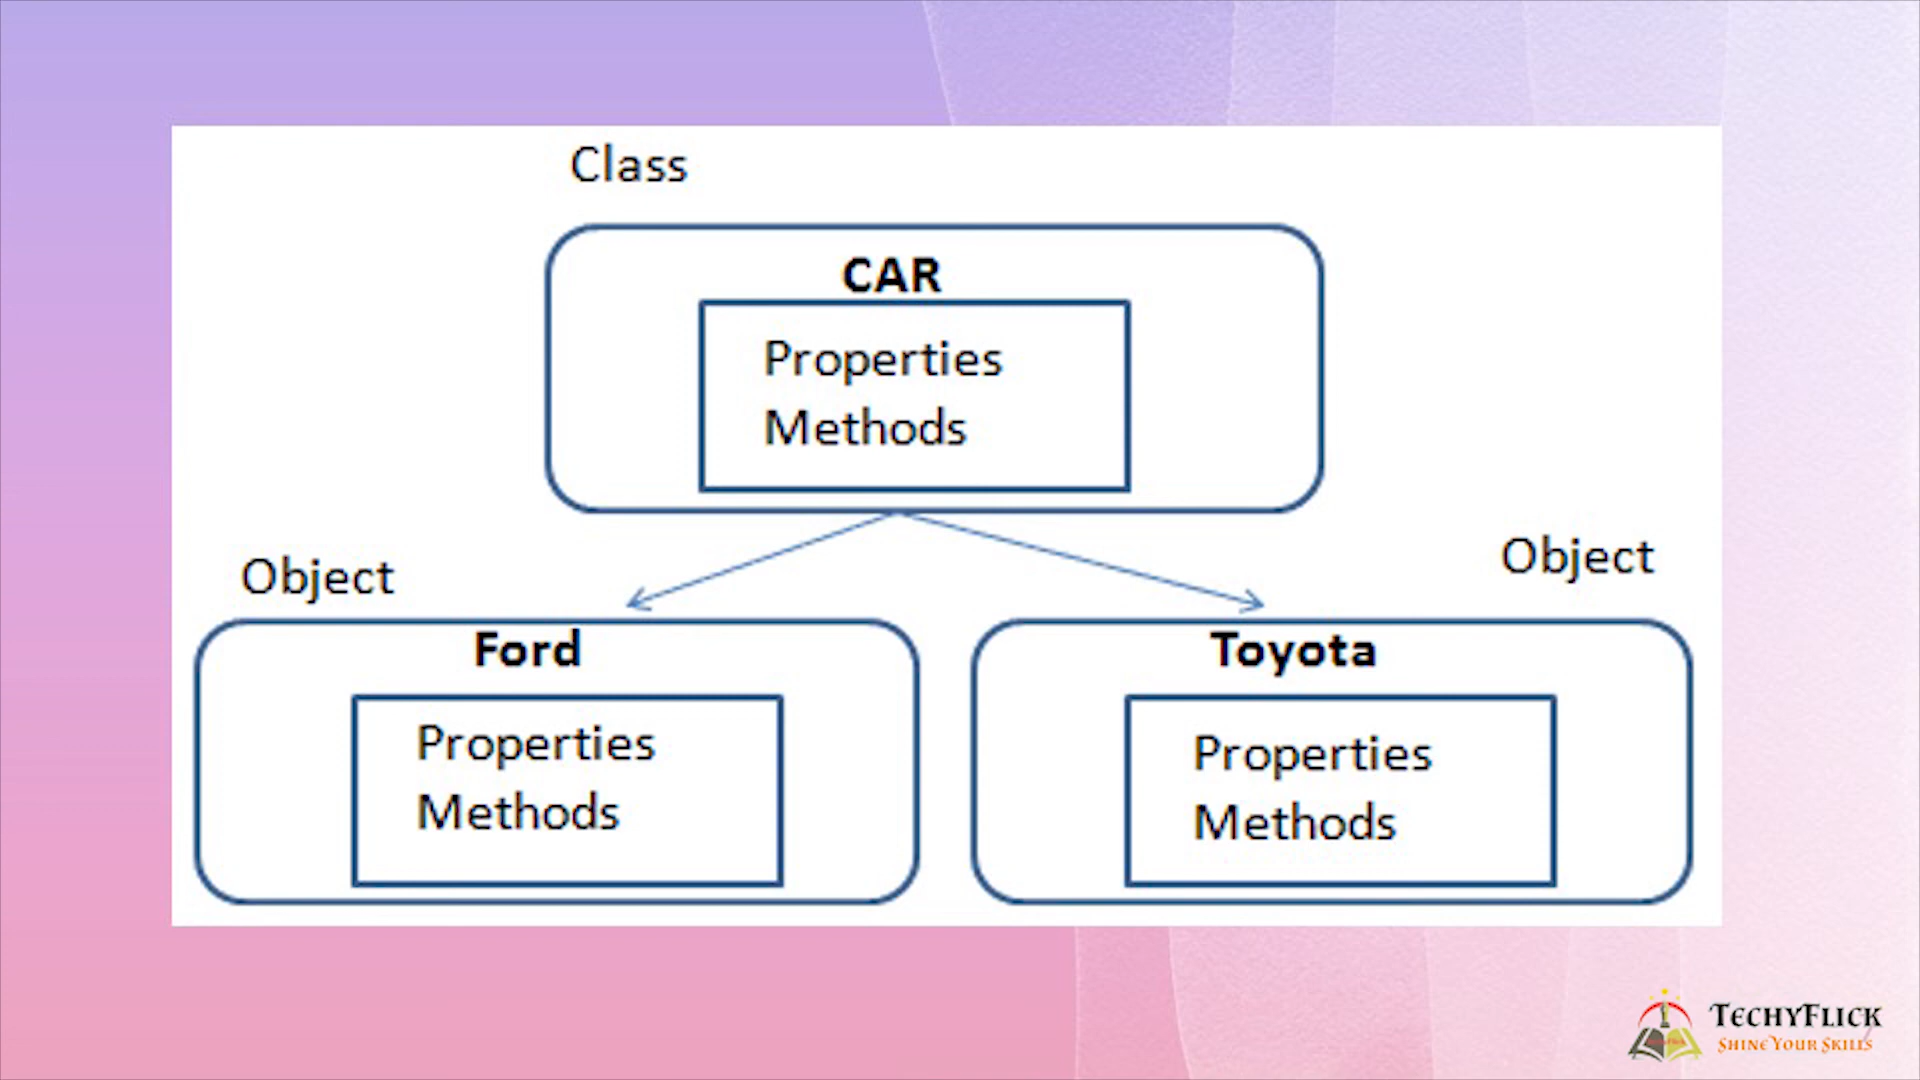 Class
CAR
Properties
Methods
Object
Object
Ford
Properties
Methods
Toyota
Properties
Methods
TechyFlick
Shine Your Skills